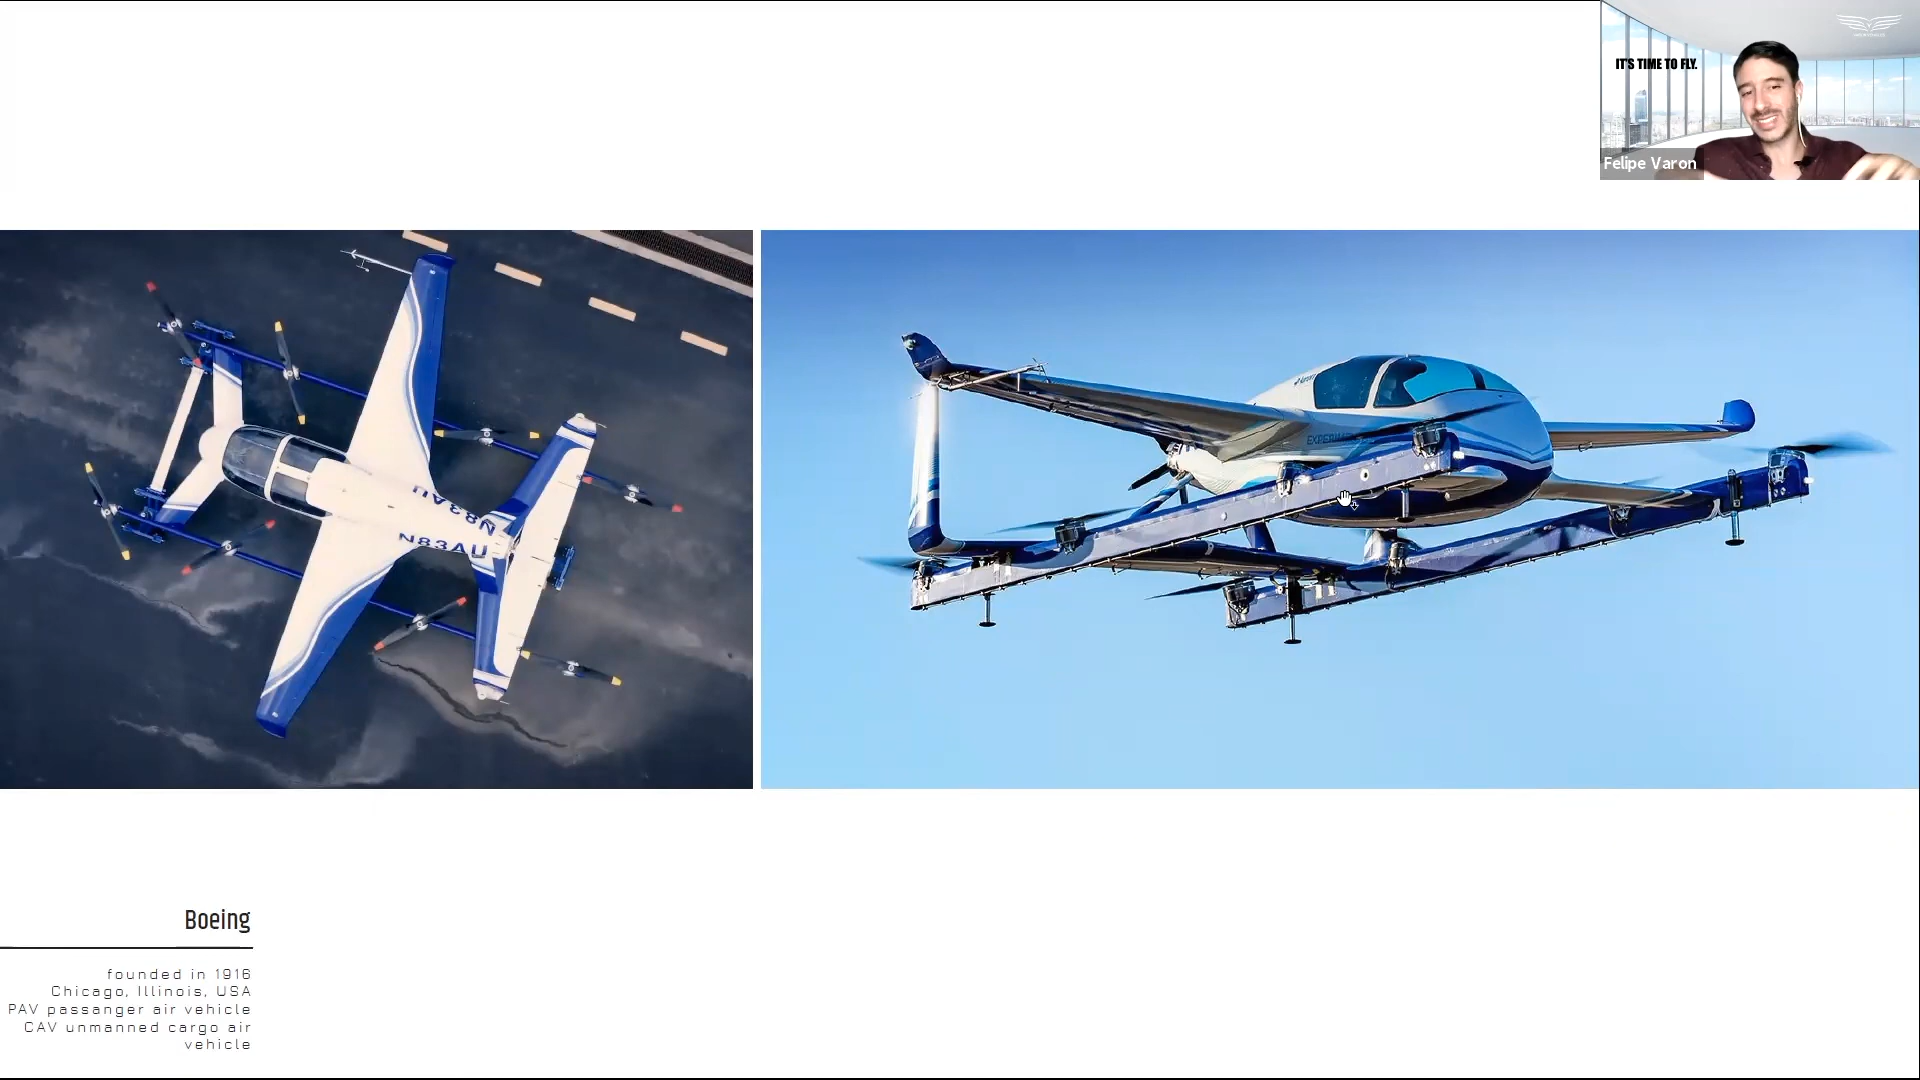 IT'S TIME TO FLY.
Felipe Varon
N83AU
N83AU
Boeing
founded in 1916
Chicago, Illinois, USA
PAV passanger air vehicle
CAV unmanned cargo air
vehicle